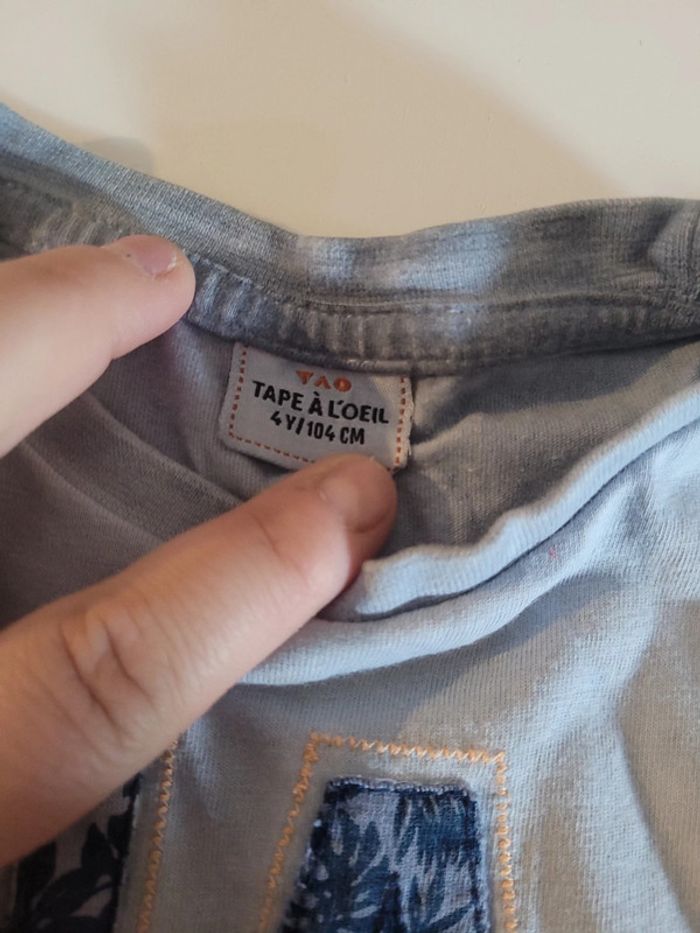 TAO
TAPE À L'OEIL
4Y/104 CM